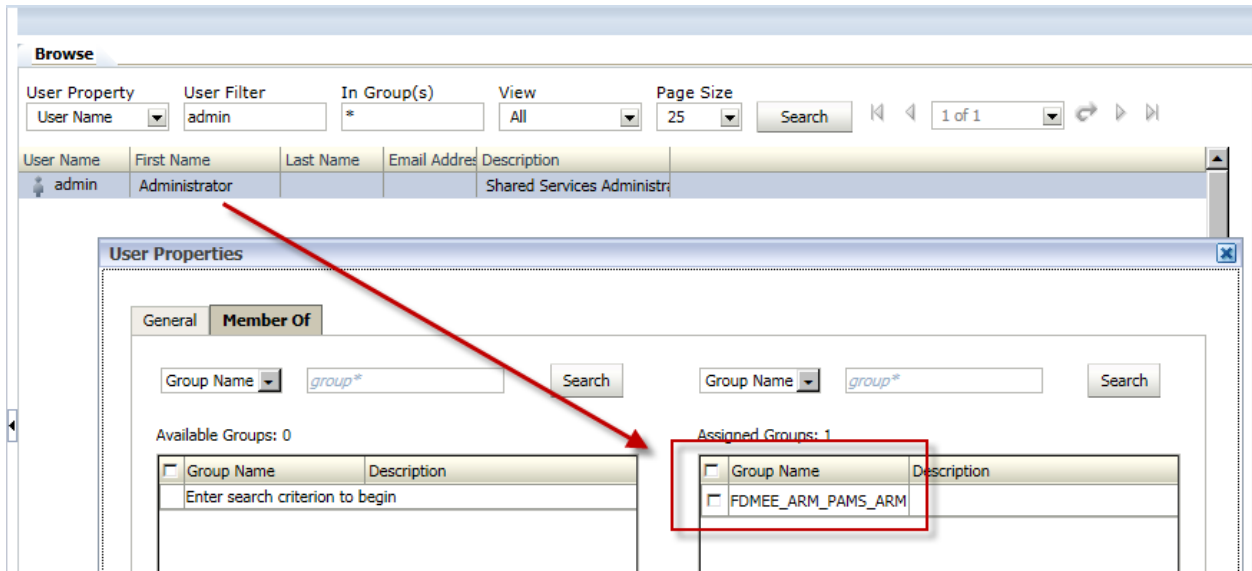 Browse
User Property User Filter In Group(s) View Page Size
User Name admin * All 25 Search 1 of 1
User Name First Name Last Name Email Addres Description
admin Administrator Shared Services Administra
User Properties
General Member Of
Group Name group* Search Group Name group* Search
Available Groups: 0 Assigned Groups: 1
Group Name Description Group Name Description
Enter search criterion to begin FDMEE_ARM_PAMS_ARM